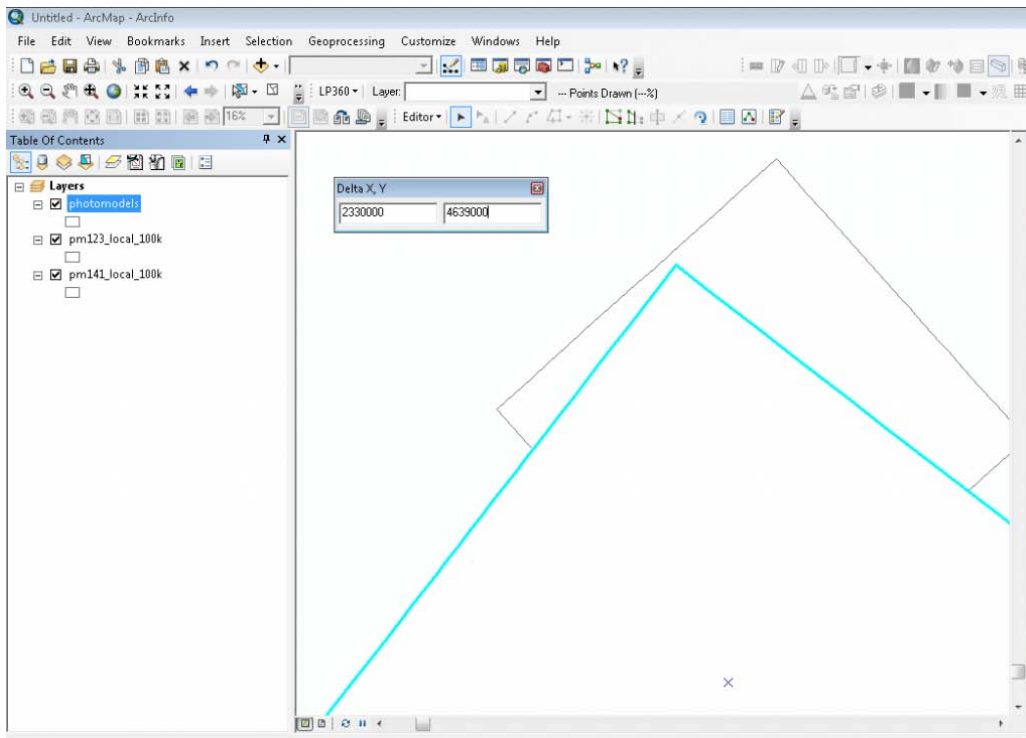 Untitled - ArcMap - ArcInfo
File Edit View Bookmarks Insert Selection Geoprocessing Customize Windows Help
LP360 Layer: --- Points Drawn (---%)
16% Editor
Table Of Contents
Layers
photomodels
pm123_local_100k
pm141_local_100k
Delta X, Y
2330000 4639000